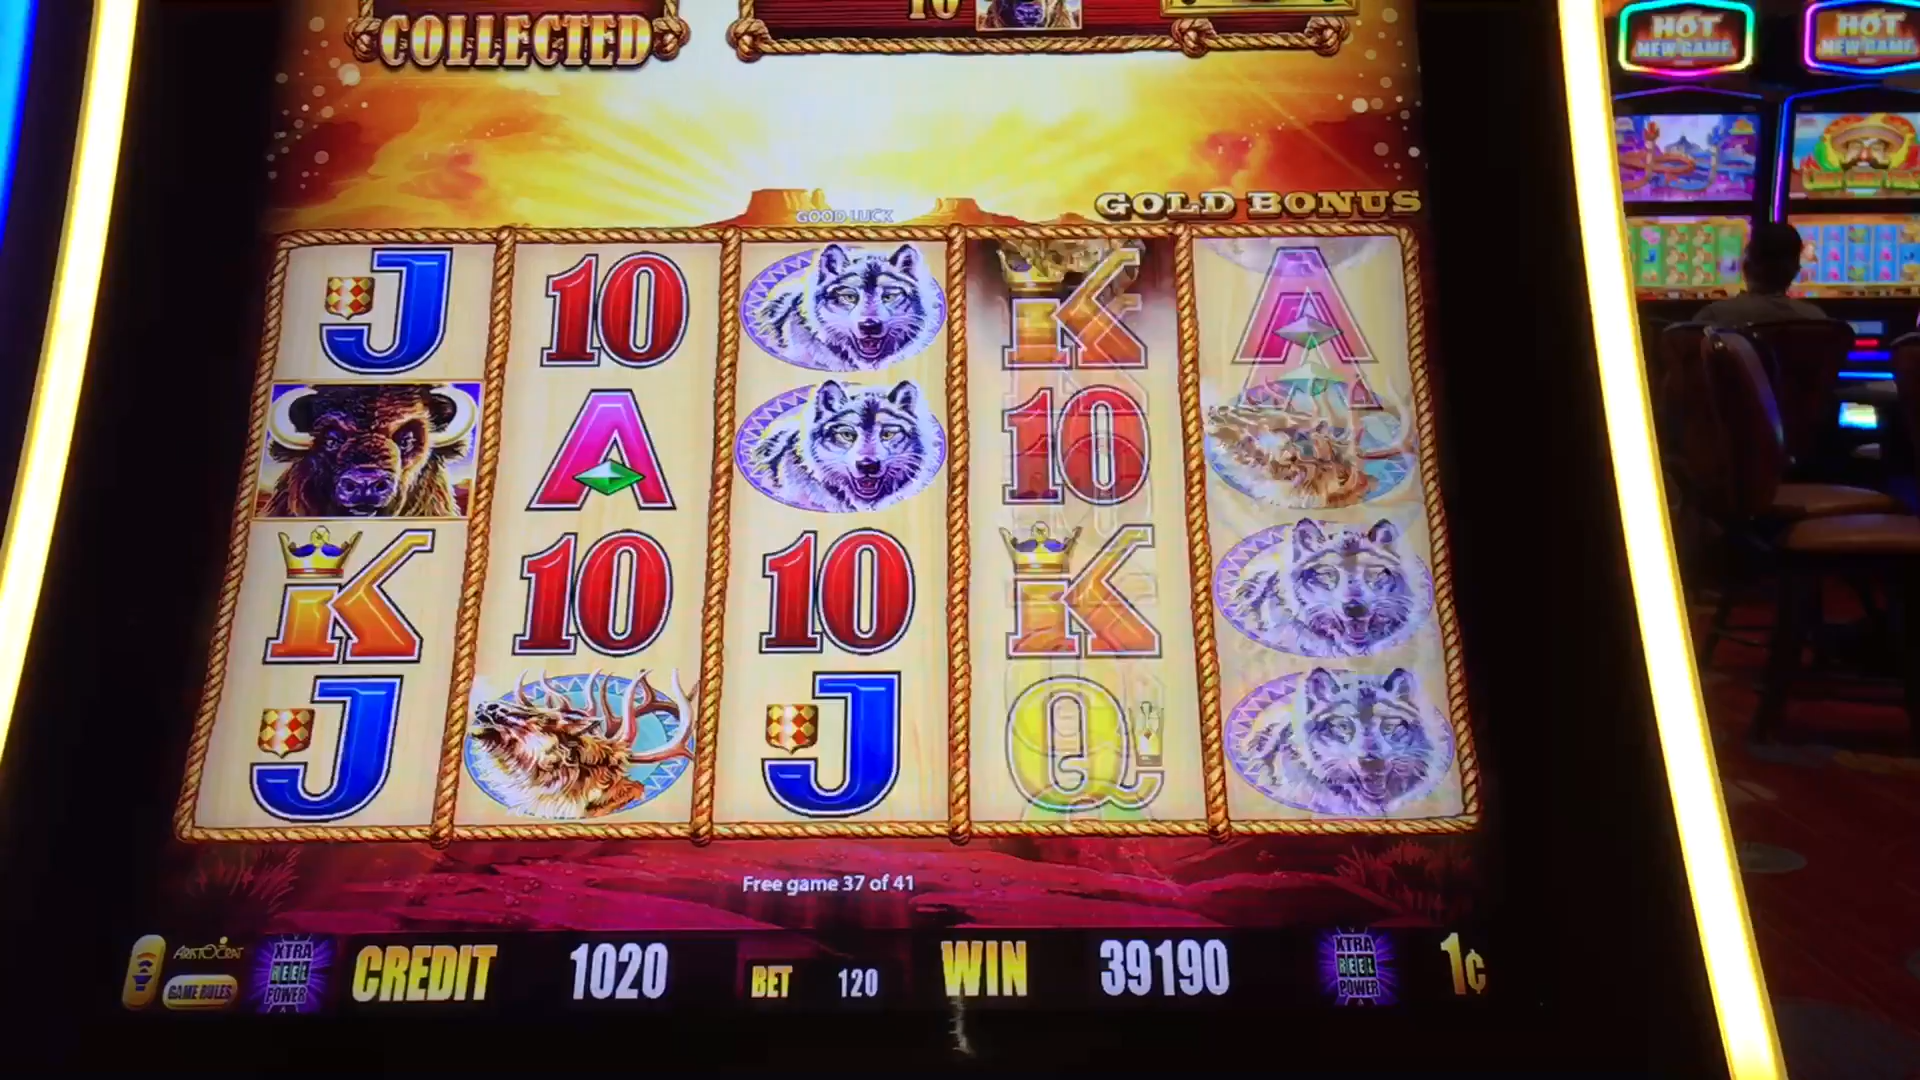 COLLECTED
10
HOT
NEW GAME
HOT
NEW GAME
GOOD LUCK
GOLD BONUS
J 10 K A
A 10
K 10 10 K
J J Q
Free game 37 of 41
ARISTOCRAT
GAME RULES
XTRA
REEL
POWER
CREDIT 1020 BET 120 WIN 39190
XTRA
REEL
POWER
1¢